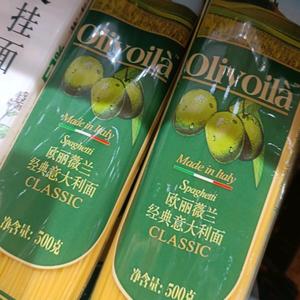 挂面
Olivoilà
Made in Italy
Spaghetti
欧丽薇兰
经典意大利面
CLASSIC
净含量:500克
Olivoilà
Made in Italy
Spaghetti
欧丽薇兰
经典意大利面
CLASSIC
净含量:500克